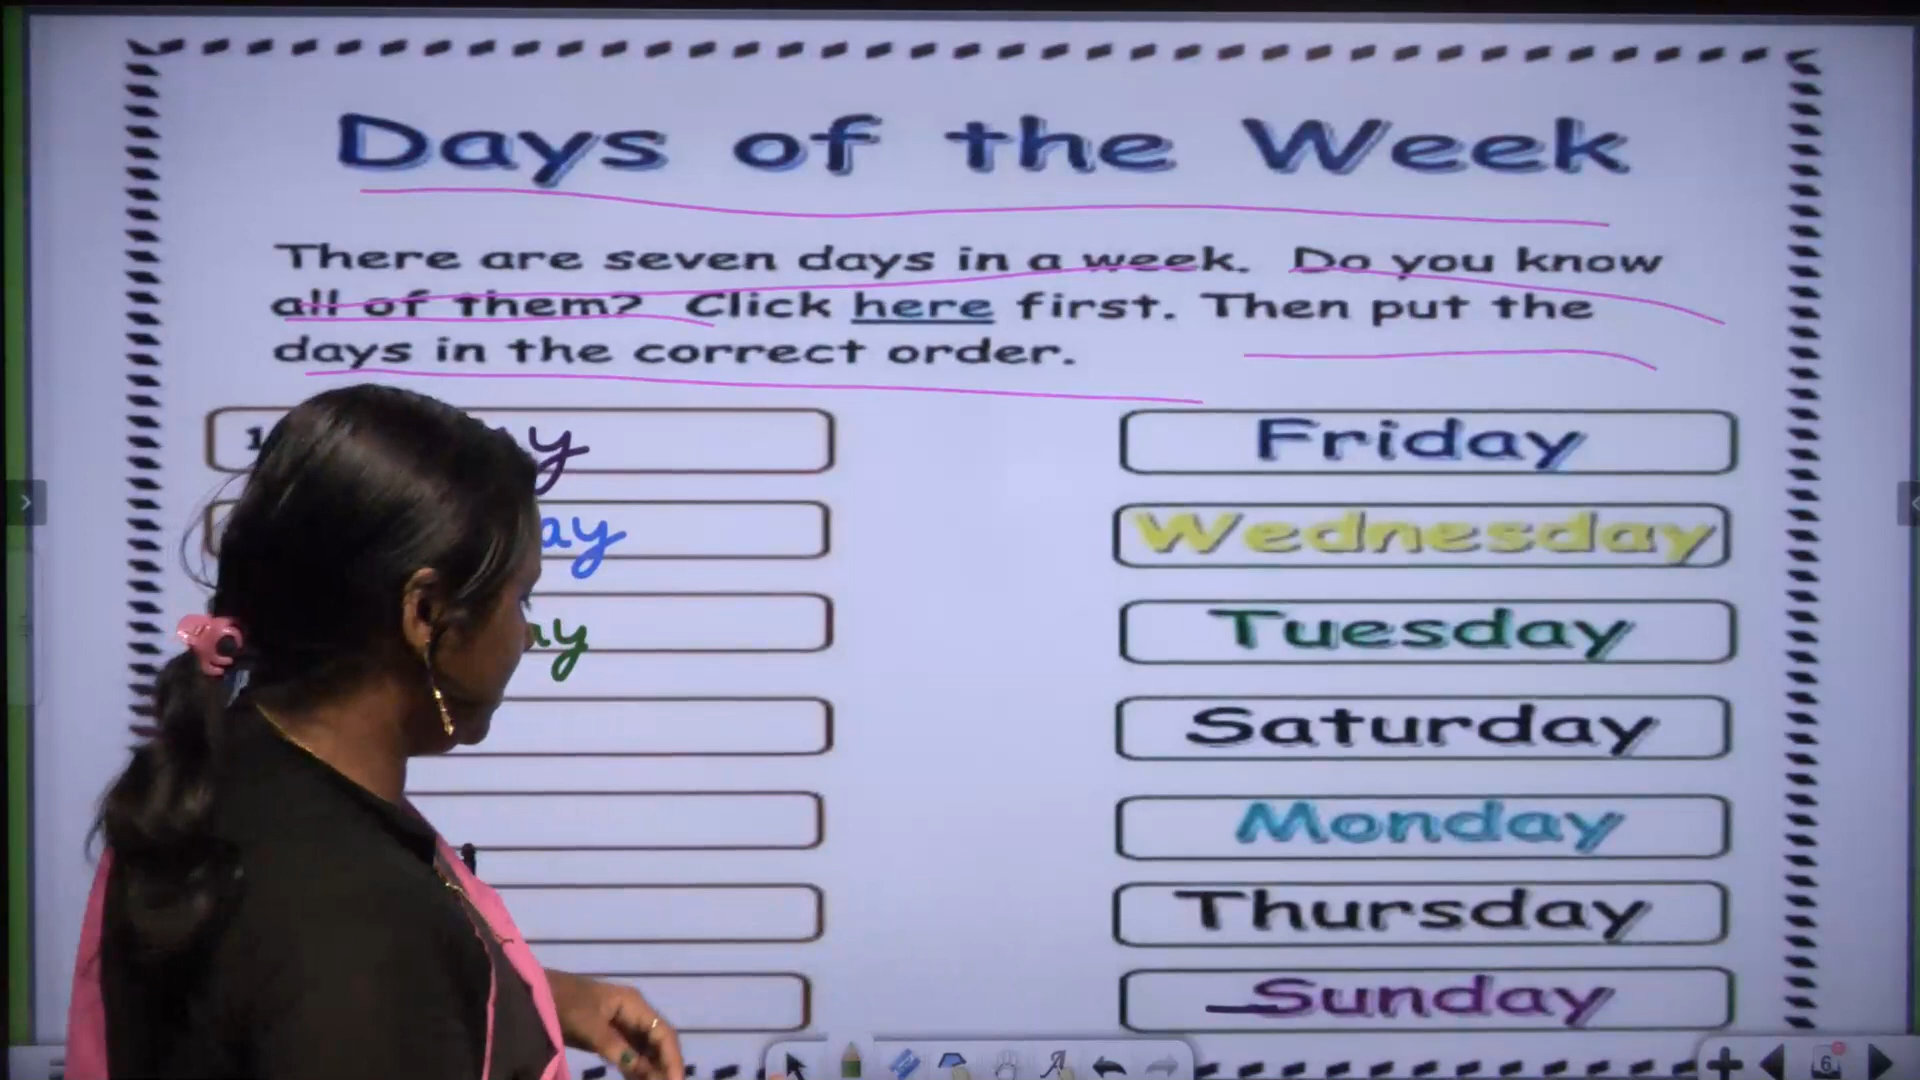 Days of the Week
There are seven days in a week. Do you know
all of them? Click here first. Then put the
days in the correct order.
Friday
Wednesday
Tuesday
Saturday
Monday
Thursday
Sunday
6